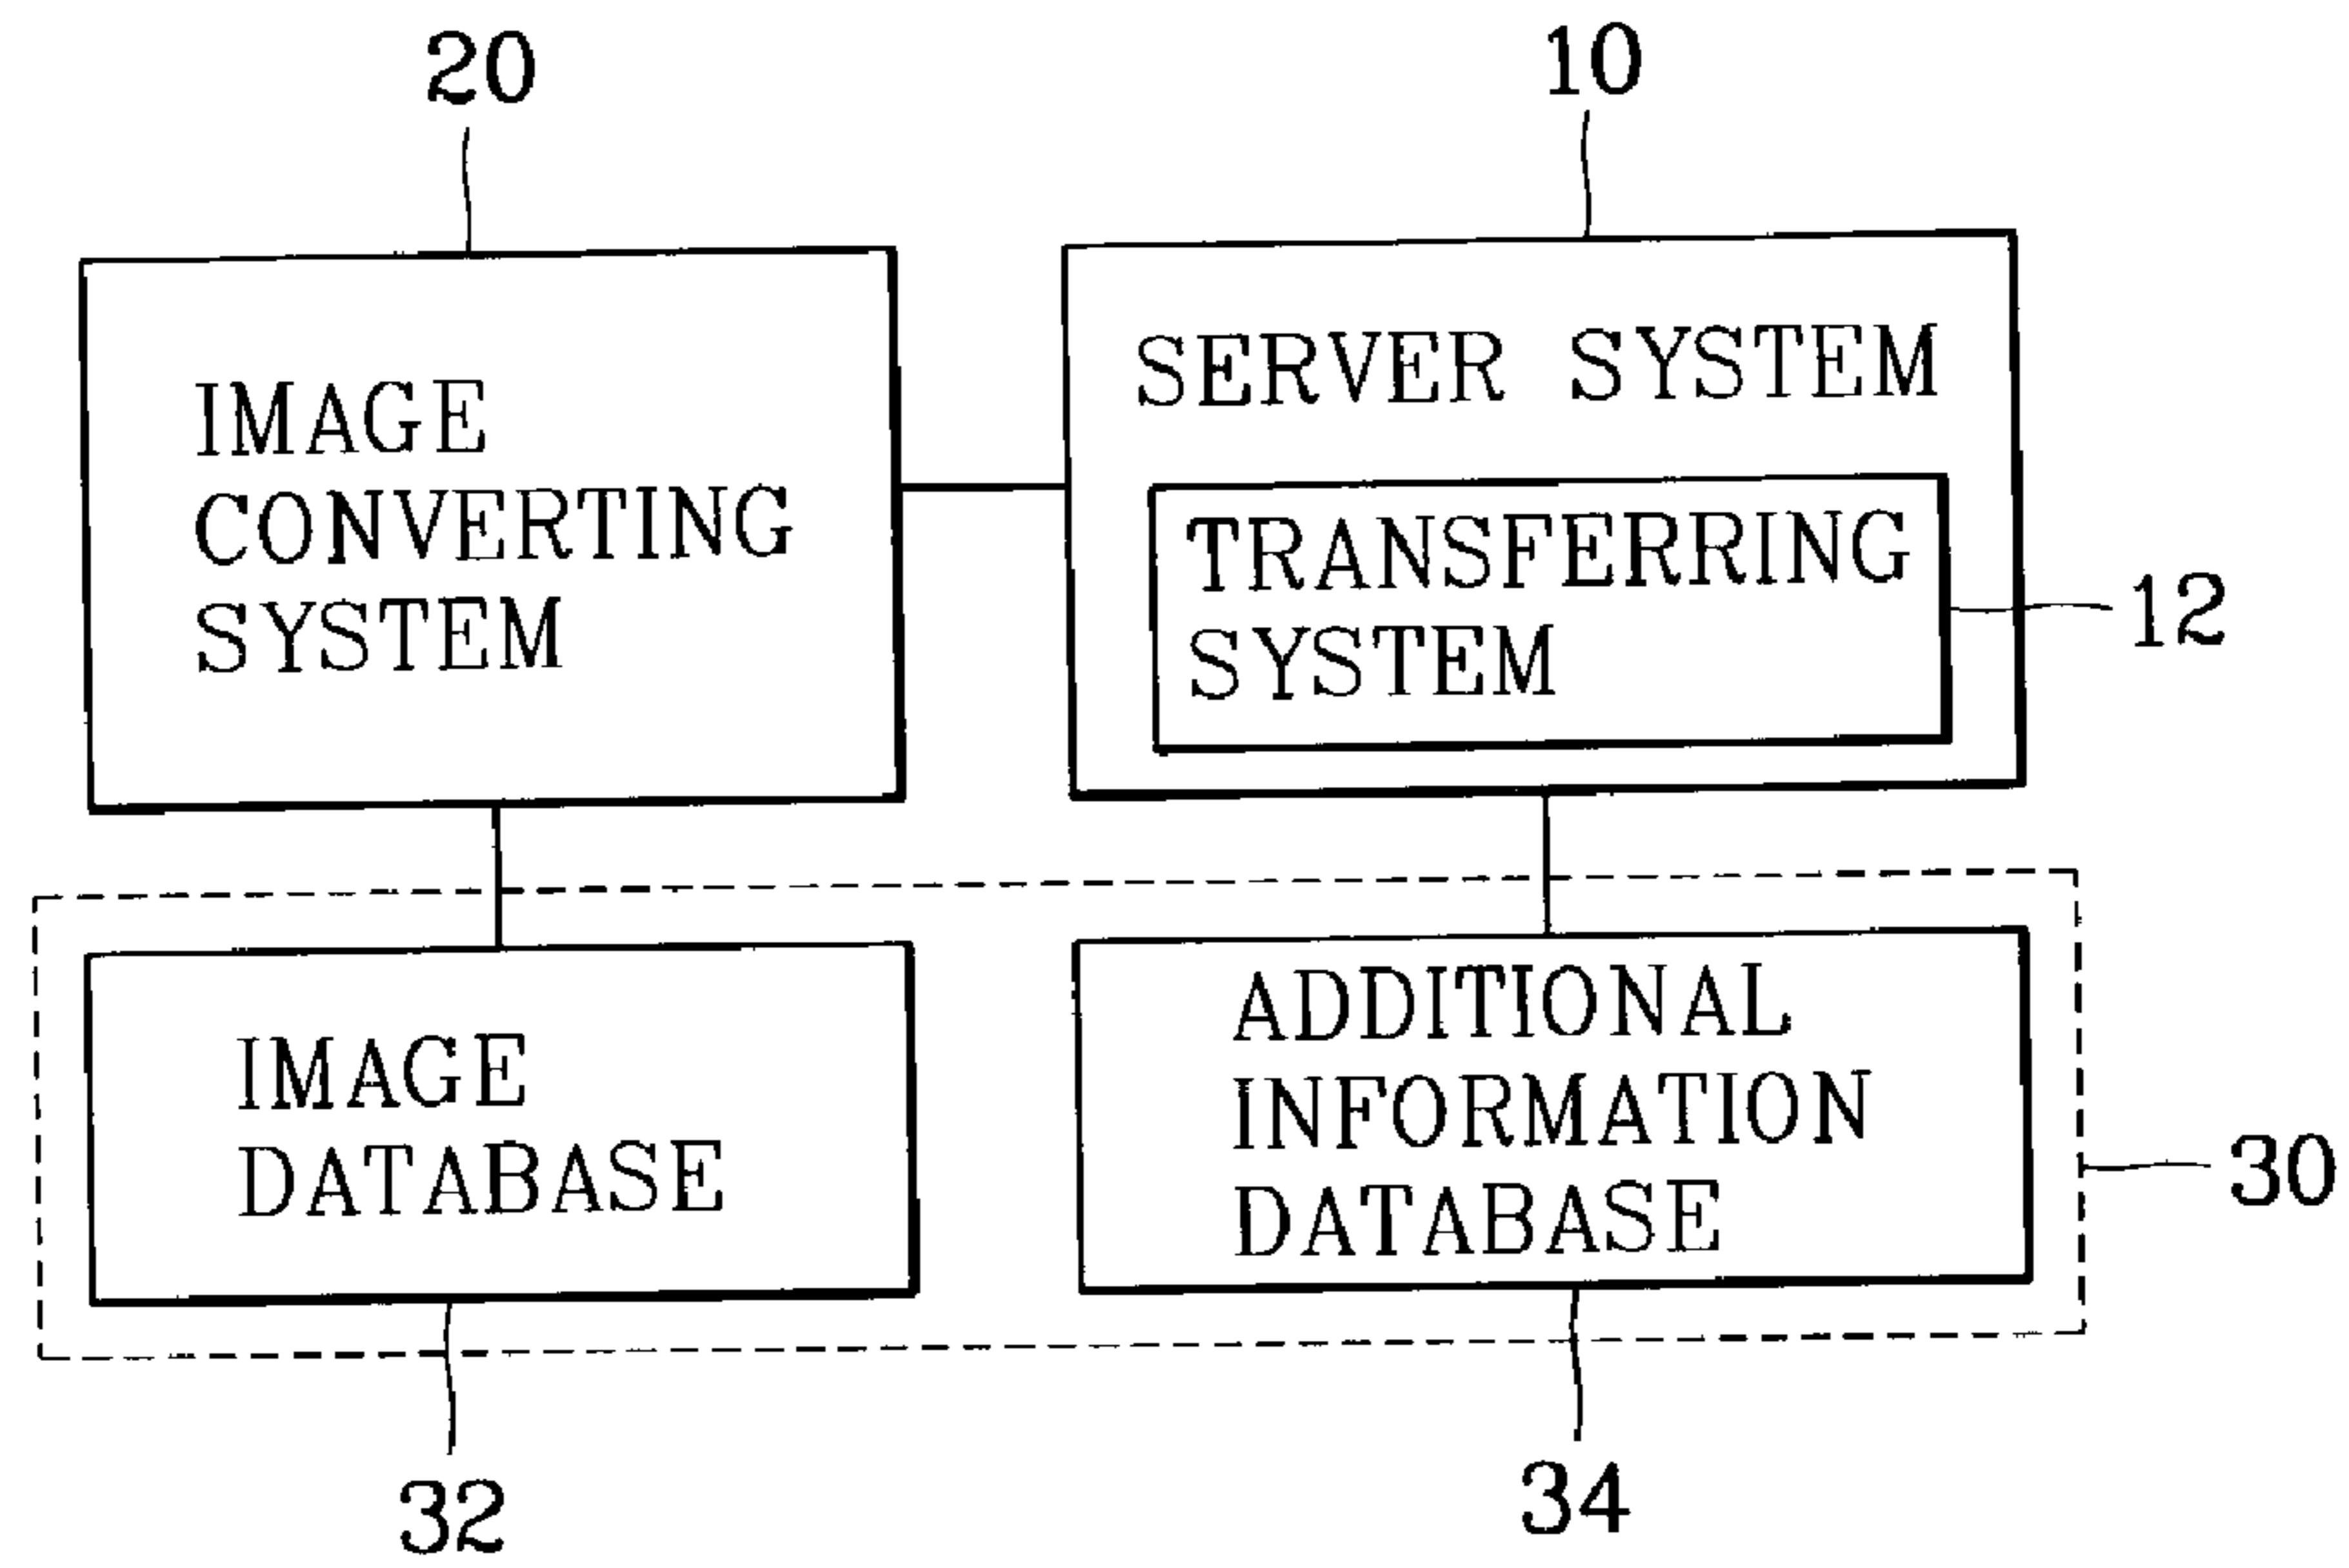 20
10
IMAGE
CONVERTING
SYSTEM
SERVER SYSTEM
TRANSFERRING
SYSTEM
12
IMAGE
DATABASE
ADDITIONAL
INFORMATION
DATABASE
30
32
34